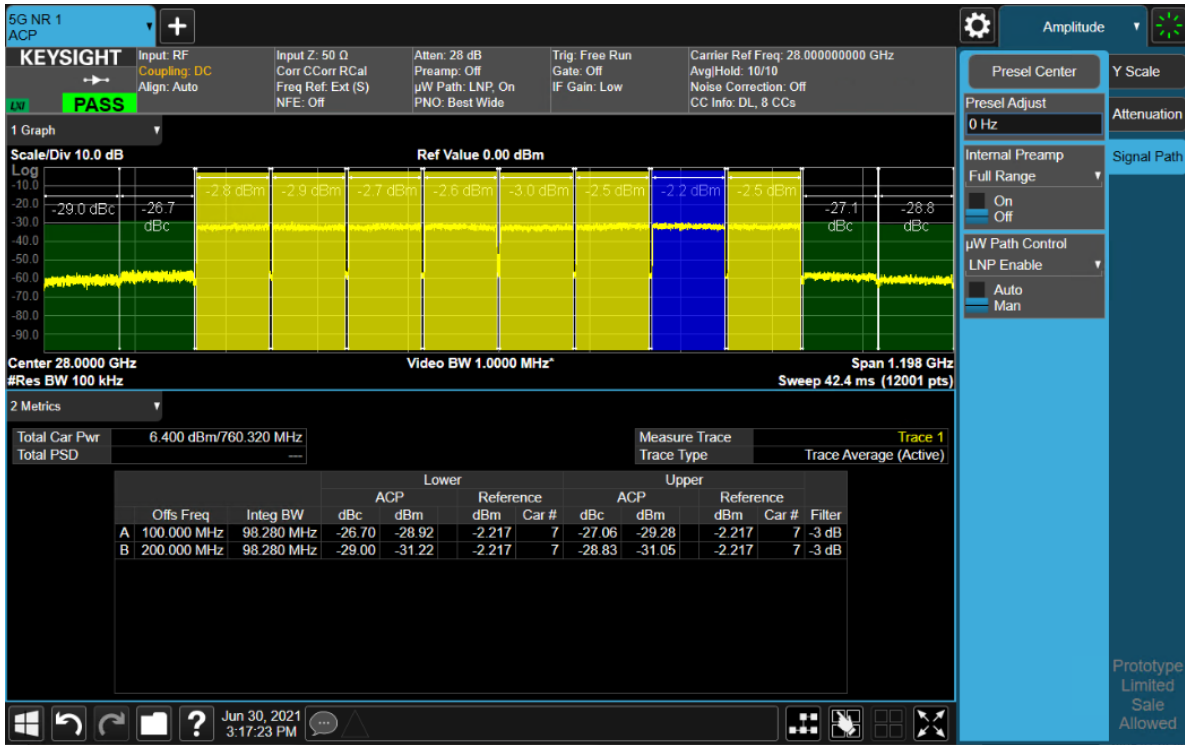 5G NR 1
ACP
Amplitude
KEYSIGHT
LXI
PASS
Input: RF
Coupling: DC
Align: Auto
Input Z: 50 Ω
Corr CCorr RCal
Freq Ref: Ext (S)
NFE: Off
Atten: 28 dB
Preamp: Off
µW Path: LNP, On
PNO: Best Wide
Trig: Free Run
Gate: Off
IF Gain: Low
Carrier Ref Freq: 28.000000000 GHz
Avg|Hold: 10/10
Noise Correction: Off
CC Info: DL, 8 CCs
1 Graph
Scale/Div 10.0 dB
Ref Value 0.00 dBm
Log
-10.0
-20.0
-30.0
-40.0
-50.0
-60.0
-70.0
-80.0
-90.0
-29.0 dBc
-26.7
dBc
-2.8 dBm
-2.9 dBm
-2.7 dBm
-2.6 dBm
-3.0 dBm
-2.5 dBm
-2.2 dBm
-2.5 dBm
-27.1
dBc
-28.8
dBc
Center 28.0000 GHz
#Res BW 100 kHz
Video BW 1.0000 MHz*
Span 1.198 GHz
Sweep 42.4 ms (12001 pts)
2 Metrics
Total Car Pwr 6.400 dBm/760.320 MHz
Total PSD ---
Measure Trace Trace 1
Trace Type Trace Average (Active)
Lower Upper
ACP Reference ACP Reference
Offs Freq Integ BW dBc dBm dBm Car # dBc dBm dBm Car # Filter
A 100.000 MHz 98.280 MHz -26.70 -28.92 -2.217 7 -27.06 -29.28 -2.217 7 -3 dB
B 200.000 MHz 98.280 MHz -29.00 -31.22 -2.217 7 -28.83 -31.05 -2.217 7 -3 dB
Presel Center
Presel Adjust
0 Hz
Internal Preamp
Full Range
On
Off
µW Path Control
LNP Enable
Auto
Man
Y Scale
Attenuation
Signal Path
Prototype
Limited
Sale
Allowed
?
Jun 30, 2021
3:17:23 PM